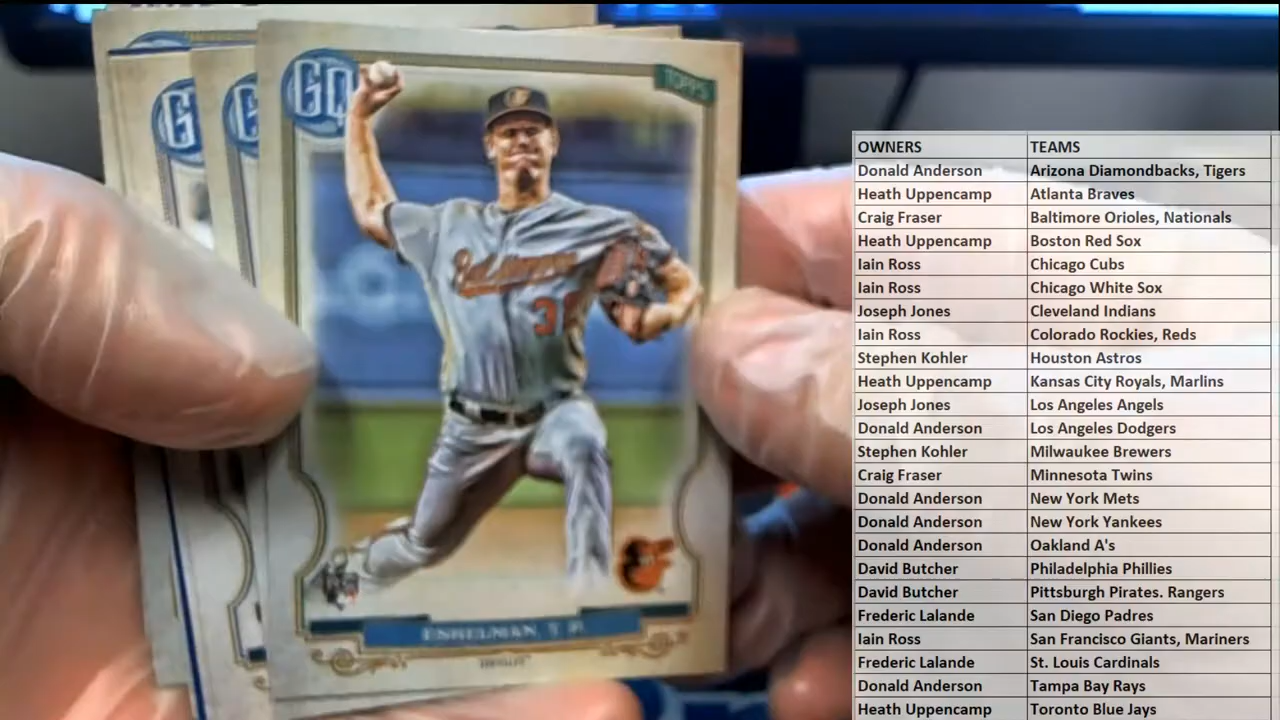 GQ
TOPPS
Baltimore
ESHELMAN, T. P.
OWNERS TEAMS
Donald Anderson Arizona Diamondbacks, Tigers
Heath Uppencamp Atlanta Braves
Craig Fraser Baltimore Orioles, Nationals
Heath Uppencamp Boston Red Sox
Iain Ross Chicago Cubs
Iain Ross Chicago White Sox
Joseph Jones Cleveland Indians
Iain Ross Colorado Rockies, Reds
Stephen Kohler Houston Astros
Heath Uppencamp Kansas City Royals, Marlins
Joseph Jones Los Angeles Angels
Donald Anderson Los Angeles Dodgers
Stephen Kohler Milwaukee Brewers
Craig Fraser Minnesota Twins
Donald Anderson New York Mets
Donald Anderson New York Yankees
Donald Anderson Oakland A's
David Butcher Philadelphia Phillies
David Butcher Pittsburgh Pirates. Rangers
Frederic Lalande San Diego Padres
Iain Ross San Francisco Giants, Mariners
Frederic Lalande St. Louis Cardinals
Donald Anderson Tampa Bay Rays
Heath Uppencamp Toronto Blue Jays